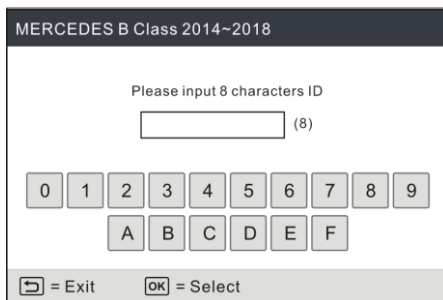 MERCEDES B Class 2014~2018
Please input 8 characters ID
(8)
0 1 2 3 4 5 6 7 8 9
A B C D E F
= Exit OK = Select